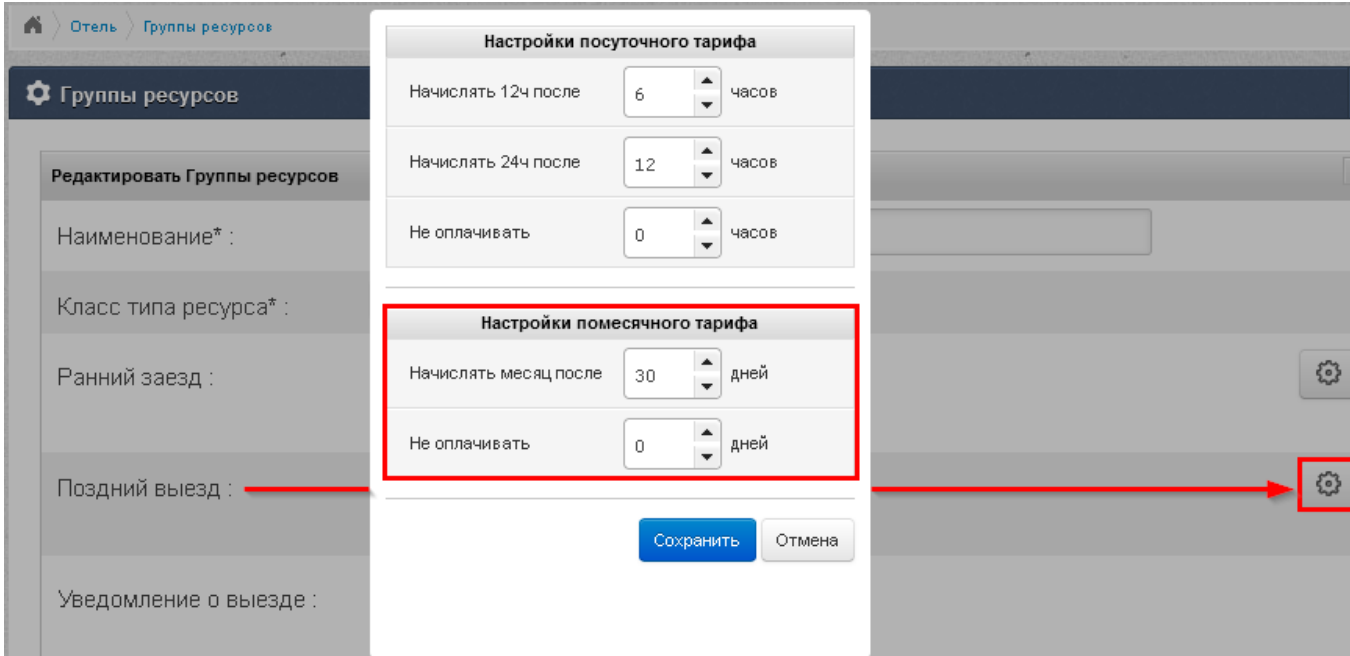 Отель
Группы ресурсов
Группы ресурсов
Редактировать Группы ресурсов
Наименование* :
Класс типа ресурса* :
Ранний заезд :
Поздний выезд :
Уведомление о выезде :
Настройки посуточного тарифа
Начислять 12ч после 6 часов
Начислять 24ч после 12 часов
Не оплачивать 0 часов
Настройки помесячного тарифа
Начислять месяц после 30 дней
Не оплачивать 0 дней
Сохранить Отмена